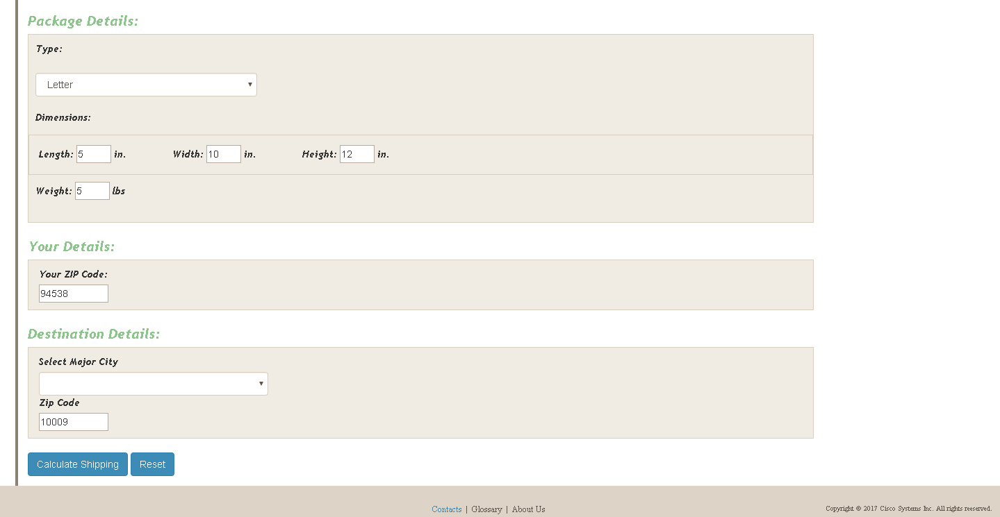 Package Details:
Type:
Letter
Dimensions:
Length: 5 in. Width: 10 in. Height: 12 in.
Weight: 5 lbs
Your Details:
Your ZIP Code:
94538
Destination Details:
Select Major City
Zip Code
10009
Calculate Shipping Reset
Contacts | Glossary | About Us Copyright © 2017 Cisco Systems Inc. All rights reeserved.